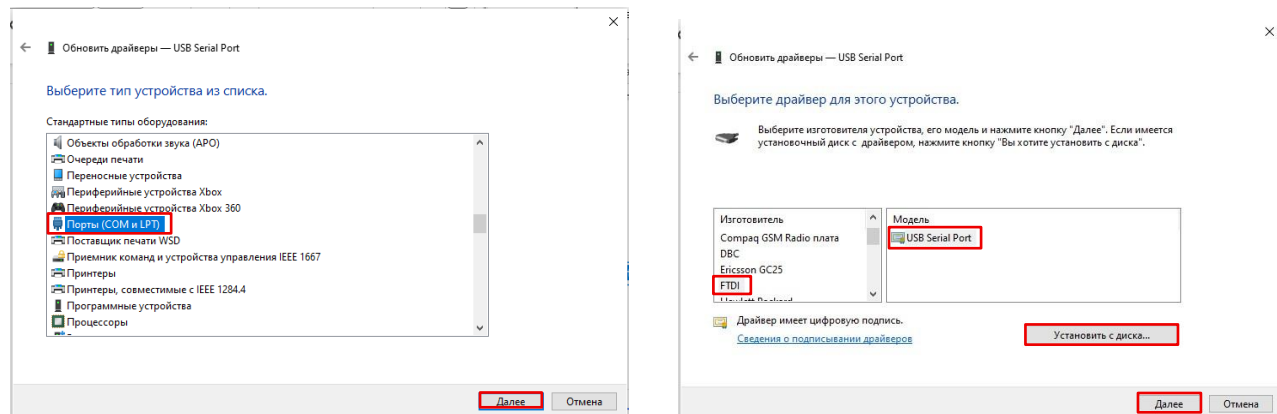 Обновить драйверы — USB Serial Port
Выберите тип устройства из списка.
Стандартные типы оборудования:
Объекты обработки звука (APO)
Очереди печати
Переносные устройства
Периферийные устройства Xbox
Периферийные устройства Xbox 360
Порты (COM и LPT)
Поставщик печати WSD
Приемник команд и устройства управления IEEE 1667
Принтеры
Принтеры, совместимые с IEEE 1284.4
Программные устройства
Процессоры
Далее
Отмена
Обновить драйверы — USB Serial Port
Выберите драйвер для этого устройства.
Выберите изготовителя устройства, его модель и нажмите кнопку "Далее". Если имеется
установочный диск с драйвером, нажмите кнопку "Вы хотите установить с диска".
Изготовитель
Compaq GSM Radio плата
DBC
Ericsson GC25
FTDI
Модель
USB Serial Port
Драйвер имеет цифровую подпись.
Сведения о подписывании драйверов
Установить с диска...
Далее
Отмена